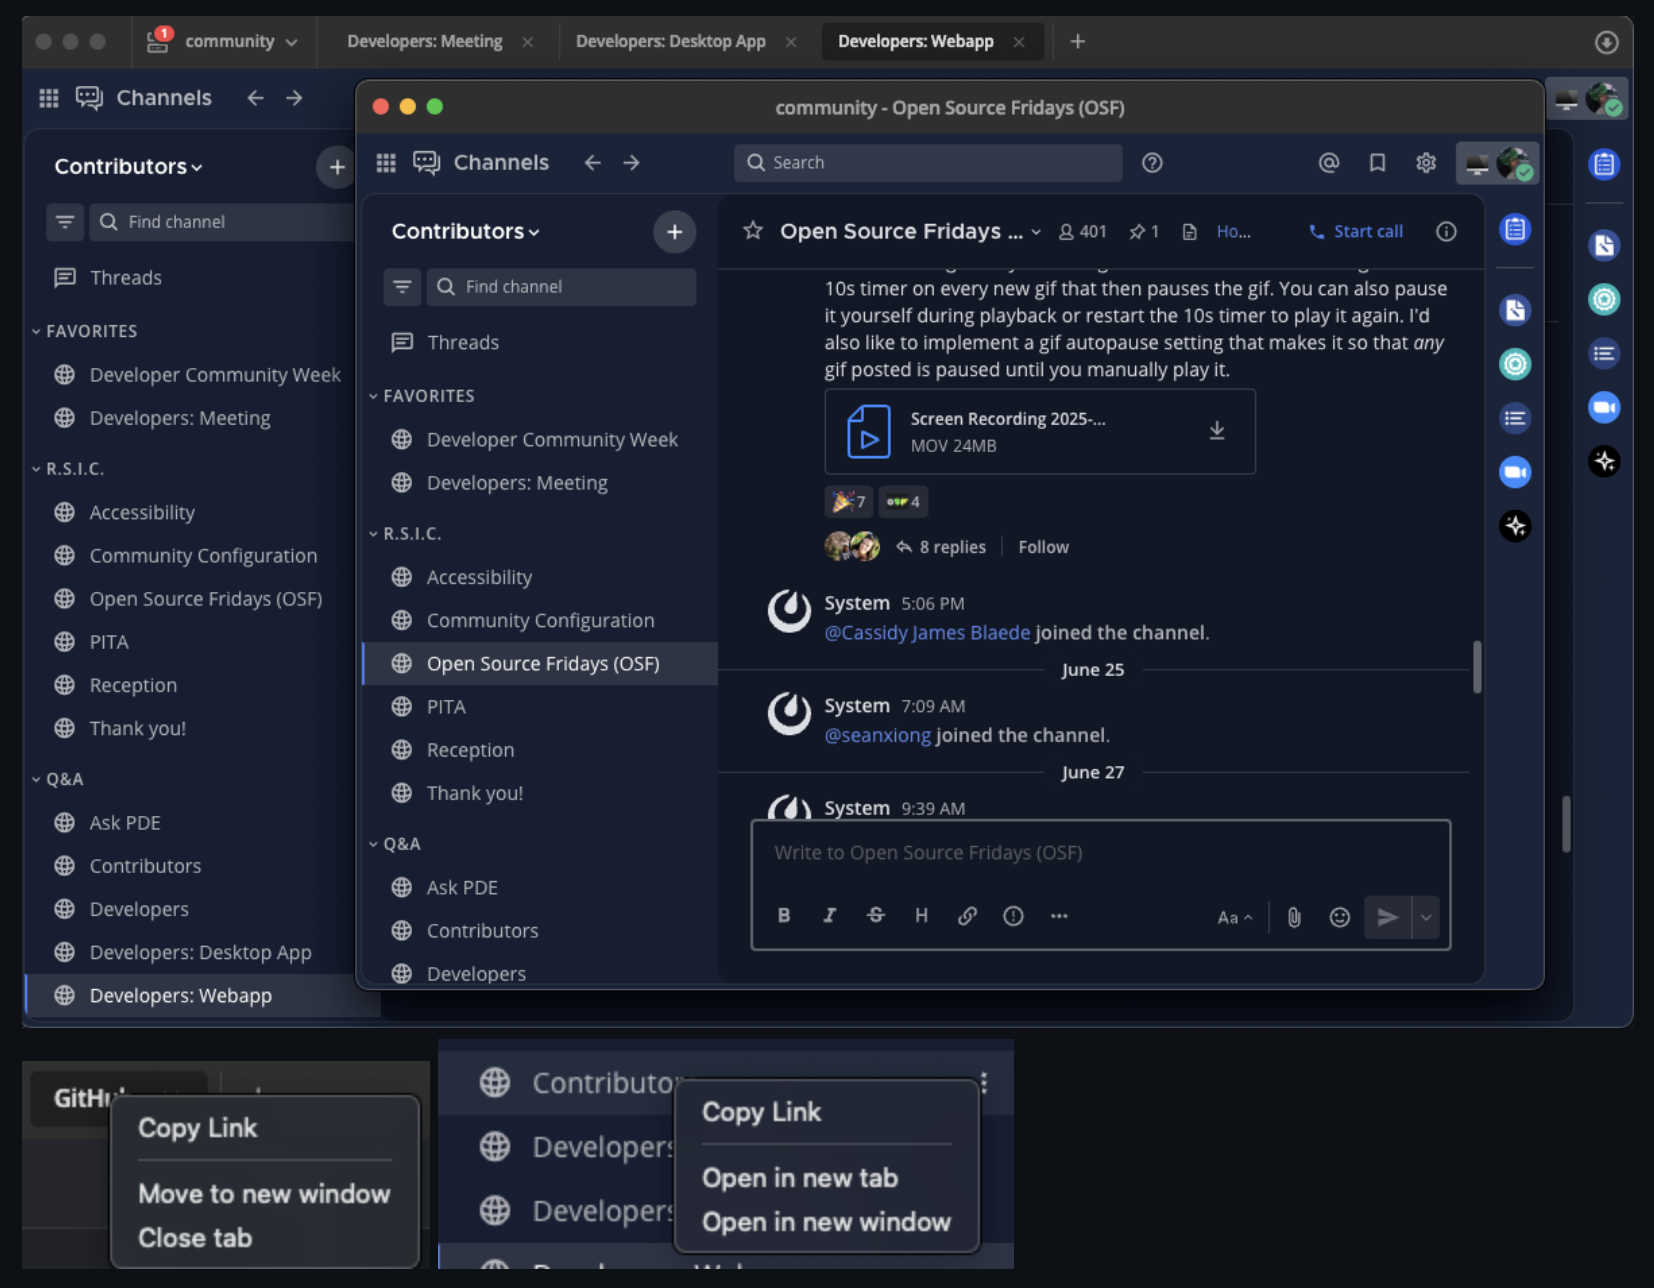 1
community
Developers: Meeting
Developers: Desktop App
Developers: Webapp
Channels
Contributors
Find channel
Threads
FAVORITES
Developer Community Week
Developers: Meeting
R.S.I.C.
Accessibility
Community Configuration
Open Source Fridays (OSF)
PITA
Reception
Thank you!
Q&A
Ask PDE
Contributors
Developers
Developers: Desktop App
Developers: Webapp
community - Open Source Fridays (OSF)
Channels
Search
Contributors
Find channel
Threads
FAVORITES
Developer Community Week
Developers: Meeting
R.S.I.C.
Accessibility
Community Configuration
Open Source Fridays (OSF)
PITA
Reception
Thank you!
Q&A
Ask PDE
Contributors
Developers
Open Source Fridays ...
401
1
Ho...
Start call
10s timer on every new gif that then pauses the gif. You can also pause
it yourself during playback or restart the 10s timer to play it again. I'd
also like to implement a gif autopause setting that makes it so that any
gif posted is paused until you manually play it.
Screen Recording 2025-...
MOV 24MB
7
OSF 4
8 replies
Follow
System 5:06 PM
@Cassidy James Blaede joined the channel.
June 25
System 7:09 AM
@seanxiong joined the channel.
June 27
System 9:39 AM
Write to Open Source Fridays (OSF)
B I S H
Aa
GitHu
Copy Link
Move to new window
Close tab
Contributo
Developers
Developers
Copy Link
Open in new tab
Open in new window